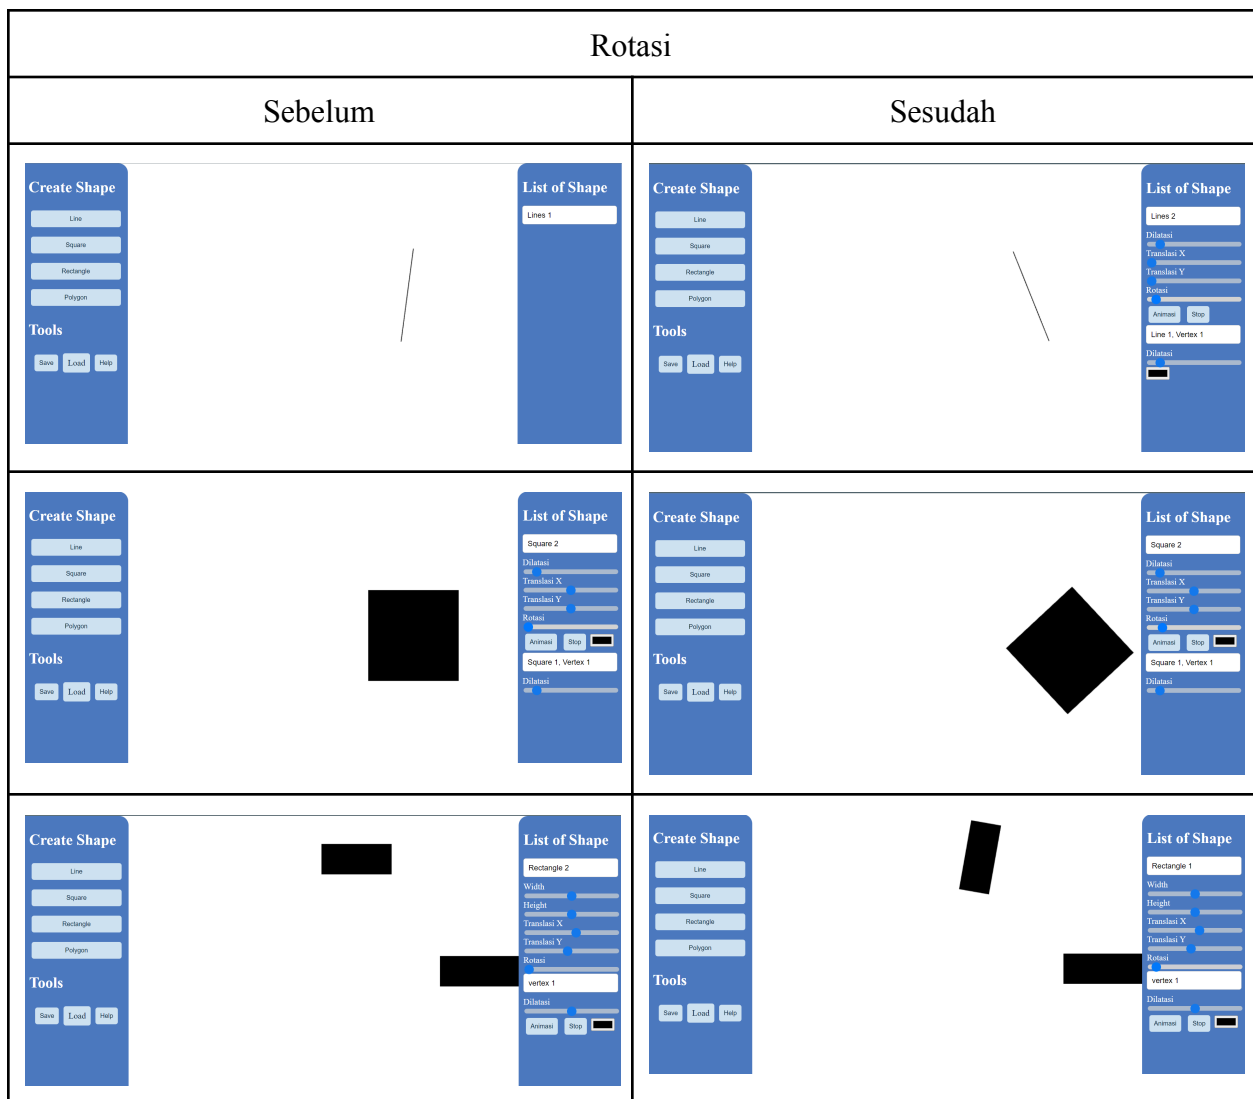 Rotasi
Sebelum
Sesudah
Create Shape
Line
Square
Rectangle
Polygon
Tools
Save Load Help
List of Shape
Lines 1
Create Shape
Line
Square
Rectangle
Polygon
Tools
Save Load Help
List of Shape
Lines 2
Dilatasi
Translasi X
Translasi Y
Rotasi
Animasi Stop
Line 1, Vertex 1
Dilatasi
Create Shape
Line
Square
Rectangle
Polygon
Tools
Save Load Help
List of Shape
Square 2
Dilatasi
Translasi X
Translasi Y
Rotasi
Animasi Stop
Square 1, Vertex 1
Dilatasi
Create Shape
Line
Square
Rectangle
Polygon
Tools
Save Load Help
List of Shape
Square 2
Dilatasi
Translasi X
Translasi Y
Rotasi
Animasi Stop
Square 1, Vertex 1
Dilatasi
Create Shape
Line
Square
Rectangle
Polygon
Tools
Save Load Help
List of Shape
Rectangle 2
Width
Height
Translasi X
Translasi Y
Rotasi
vertex 1
Dilatasi
Animasi Stop
Create Shape
Line
Square
Rectangle
Polygon
Tools
Save Load Help
List of Shape
Rectangle 1
Width
Height
Translasi X
Translasi Y
Rotasi
vertex 1
Dilatasi
Animasi Stop